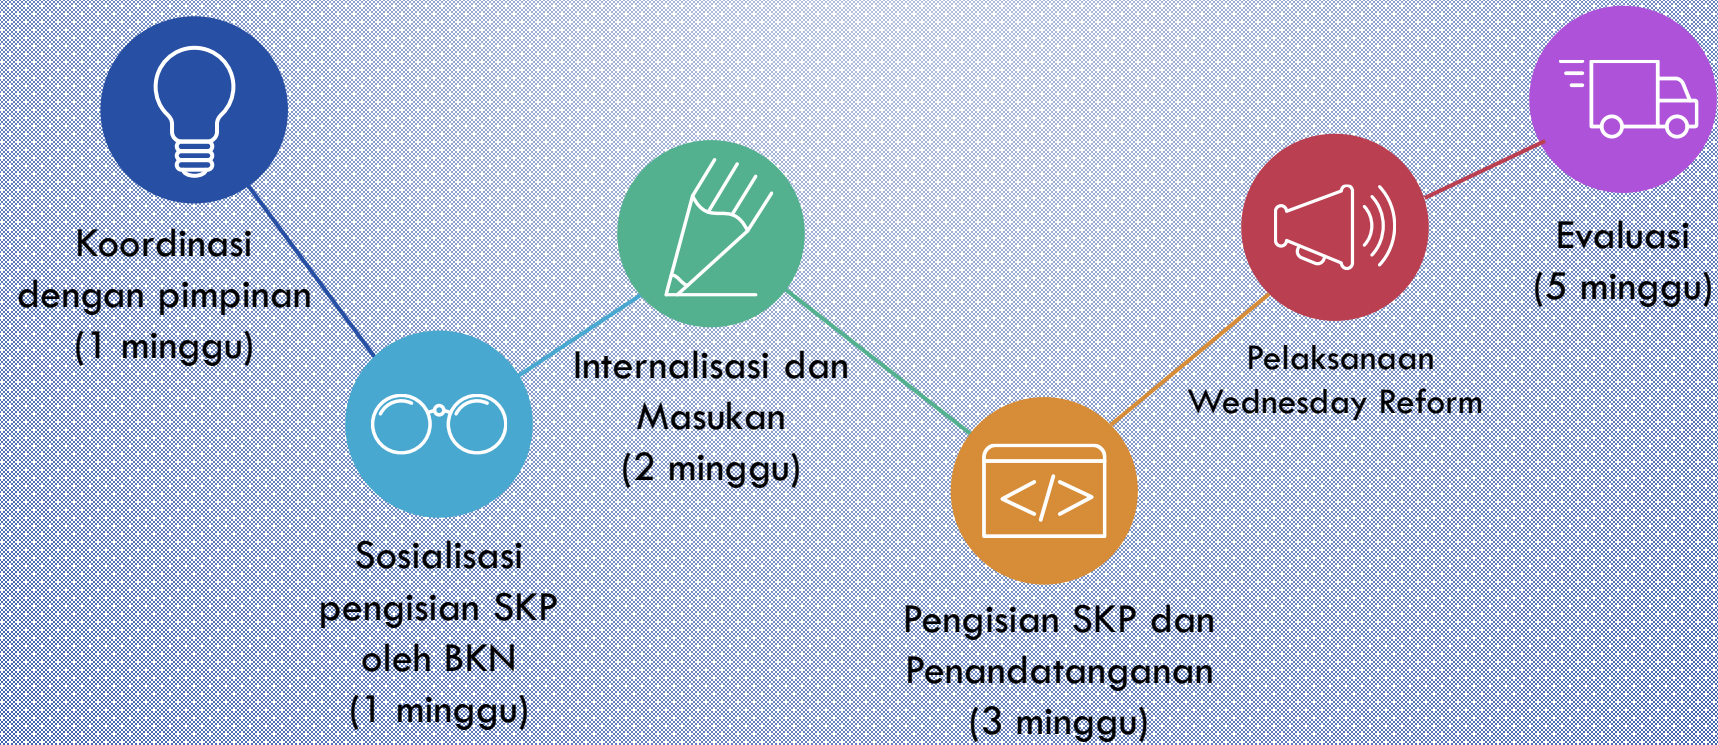 Koordinasi
dengan pimpinan
(1 minggu)
Sosialisasi
pengisian SKP
oleh BKN
(1 minggu)
Internalisasi dan
Masukan
(2 minggu)
</>
Pengisian SKP dan
Penandatanganan
(3 minggu)
Pelaksanaan
Wednesday Reform
Evaluasi
(5 minggu)